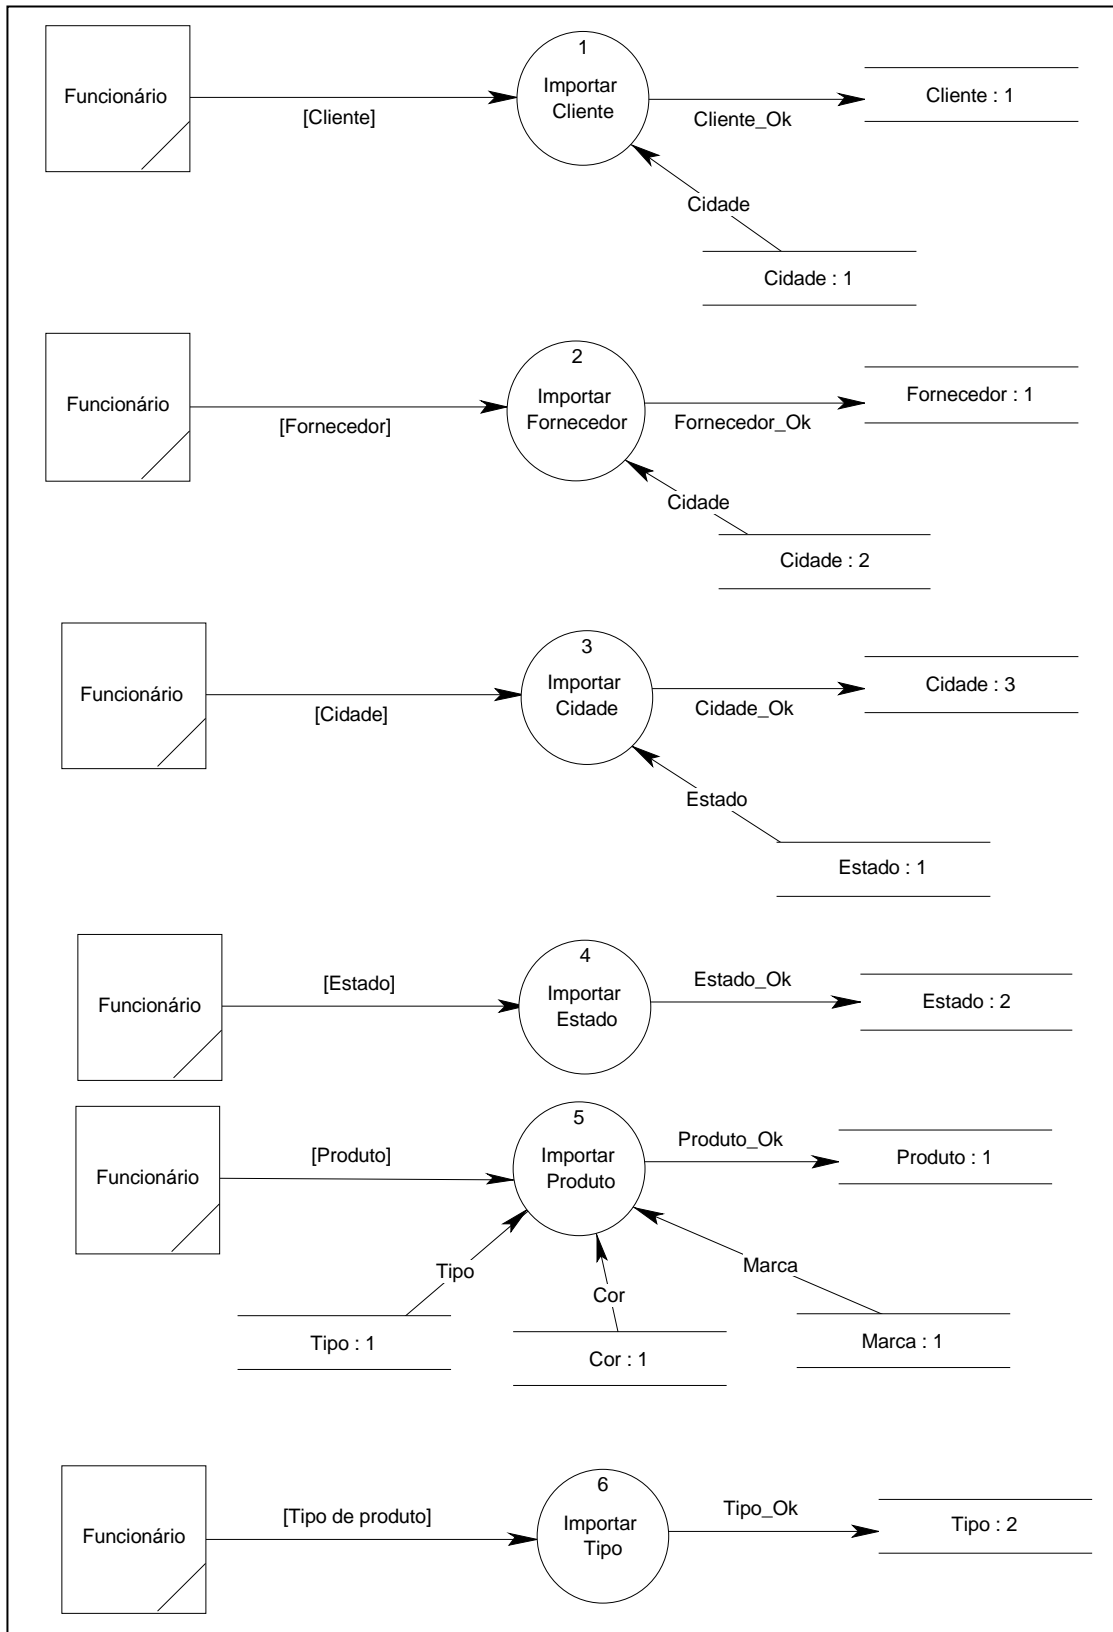 1
Importar
Cliente
Funcionário
[Cliente]
Cliente_Ok
Cliente : 1
Cidade
Cidade : 1
2
Importar
Fornecedor
Funcionário
[Fornecedor]
Fornecedor_Ok
Fornecedor : 1
Cidade
Cidade : 2
3
Importar
Cidade
Funcionário
[Cidade]
Cidade_Ok
Cidade : 3
Estado
Estado : 1
4
Importar
Estado
Funcionário
[Estado]
Estado_Ok
Estado : 2
5
Importar
Produto
Funcionário
[Produto]
Produto_Ok
Produto : 1
Tipo
Cor
Marca
Tipo : 1
Cor : 1
Marca : 1
6
Importar
Tipo
Funcionário
[Tipo de produto]
Tipo_Ok
Tipo : 2